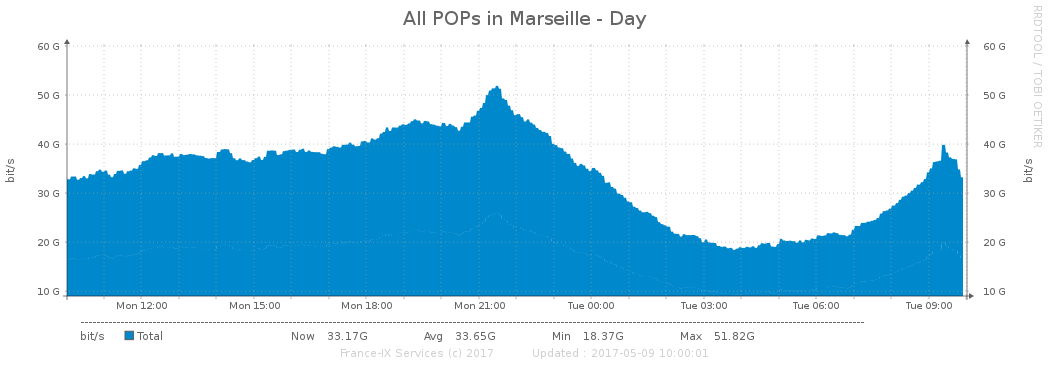 All POPs in Marseille - Day
RRDTOOL / TOBI OETIKER
60 G 60 G
50 G 50 G
40 G 40 G
30 G 30 G
20 G 20 G
10 G 10 G
bit/s
bit/s
Mon 12:00 Mon 15:00 Mon 18:00 Mon 21:00 Tue 00:00 Tue 03:00 Tue 06:00 Tue 09:00
bit/s Total Now 33.17G Avg 33.65G Min 18.37G Max 51.82G
France-IX Services (c) 2017 Updated : 2017-05-09 10:00:01